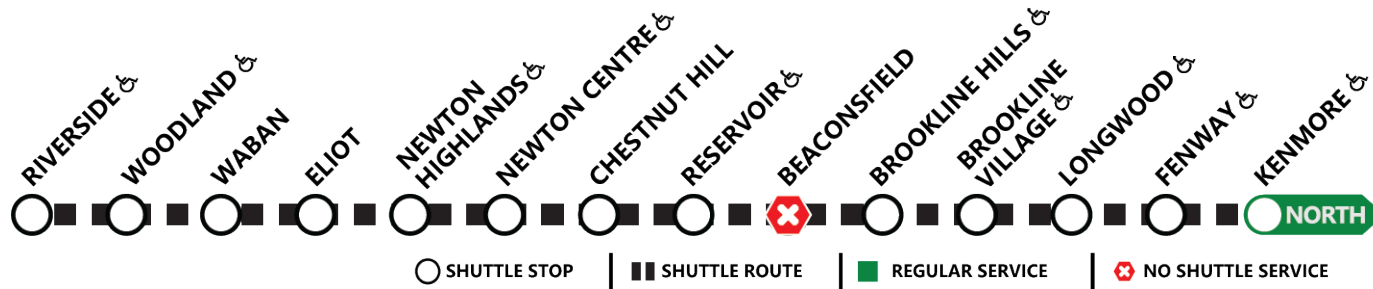 RIVERSIDE
WOODLAND
WABAN
ELIOT
NEWTON
HIGHLANDS
NEWTON CENTRE
CHESTNUT HILL
RESERVOIR
BEACONSFIELD
BROOKLINE HILLS
BROOKLINE
VILLAGE
LONGWOOD
FENWAY
KENMORE
NORTH
SHUTTLE STOP
SHUTTLE ROUTE
REGULAR SERVICE
NO SHUTTLE SERVICE